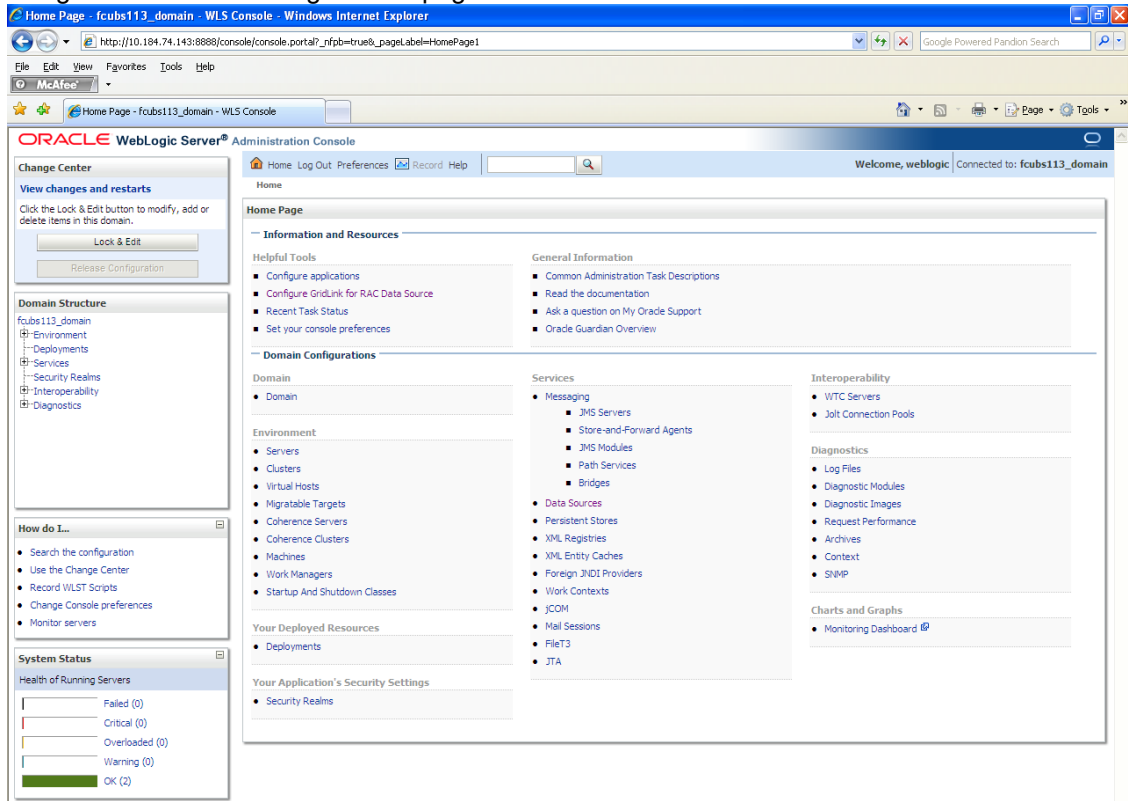 Home Page - fcubs113_domain - WLS Console - Windows Internet Explorer
http://10.184.74.143:8888/console/console.portal?_nfpb=true&_pageLabel=HomePage1
Google Powered Pandion Search
File Edit View Favorites Tools Help
McAfee
Home Page - fcubs113_domain - WLS Console
Page Tools
ORACLE WebLogic Server® Administration Console
Change Center
View changes and restarts
Click the Lock & Edit button to modify, add or
delete items in this domain.
Lock & Edit
Release Configuration
Domain Structure
fcubs113_domain
Environment
Deployments
Services
Security Realms
Interoperability
Diagnostics
How do I...
Search the configuration
Use the Change Center
Record WLST Scripts
Change Console preferences
Monitor servers
System Status
Health of Running Servers
Failed (0)
Critical (0)
Overloaded (0)
Warning (0)
OK (2)
Home Log Out Preferences Record Help
Welcome, weblogic Connected to: fcubs113_domain
Home
Home Page
Information and Resources
Helpful Tools
Configure applications
Configure GridLink for RAC Data Source
Recent Task Status
Set your console preferences
General Information
Common Administration Task Descriptions
Read the documentation
Ask a question on My Oracle Support
Oracle Guardian Overview
Domain Configurations
Domain
Domain
Environment
Servers
Clusters
Virtual Hosts
Migratable Targets
Coherence Servers
Coherence Clusters
Machines
Work Managers
Startup And Shutdown Classes
Your Deployed Resources
Deployments
Your Application's Security Settings
Security Realms
Services
Messaging
JMS Servers
Store-and-Forward Agents
JMS Modules
Path Services
Bridges
Data Sources
Persistent Stores
XML Registries
XML Entity Caches
Foreign JNDI Providers
Work Contexts
jCOM
Mail Sessions
FileT3
JTA
Interoperability
WTC Servers
Jolt Connection Pools
Diagnostics
Log Files
Diagnostic Modules
Diagnostic Images
Request Performance
Archives
Context
SNMP
Charts and Graphs
Monitoring Dashboard